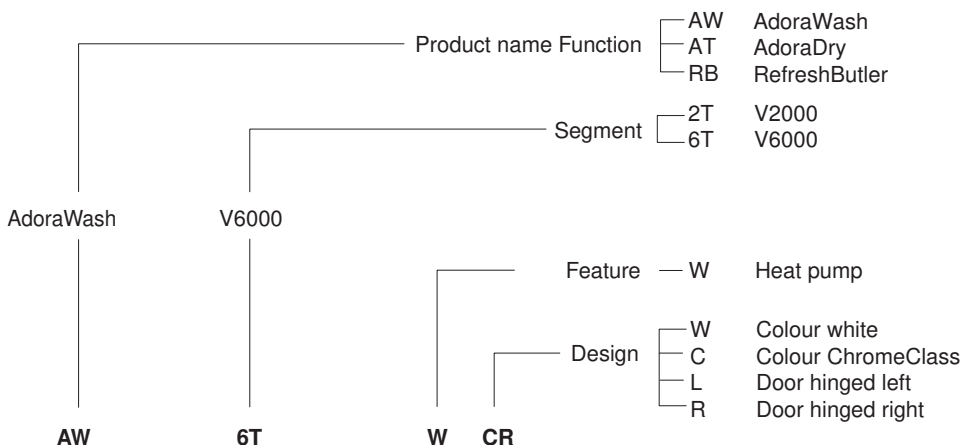 AW AdoraWash
Product name Function AT AdoraDry
RB RefreshButler
2T V2000
Segment
6T V6000
AdoraWash V6000
Feature W Heat pump
W Colour white
Design C Colour ChromeClass
L Door hinged left
R Door hinged right
AW 6T W CR